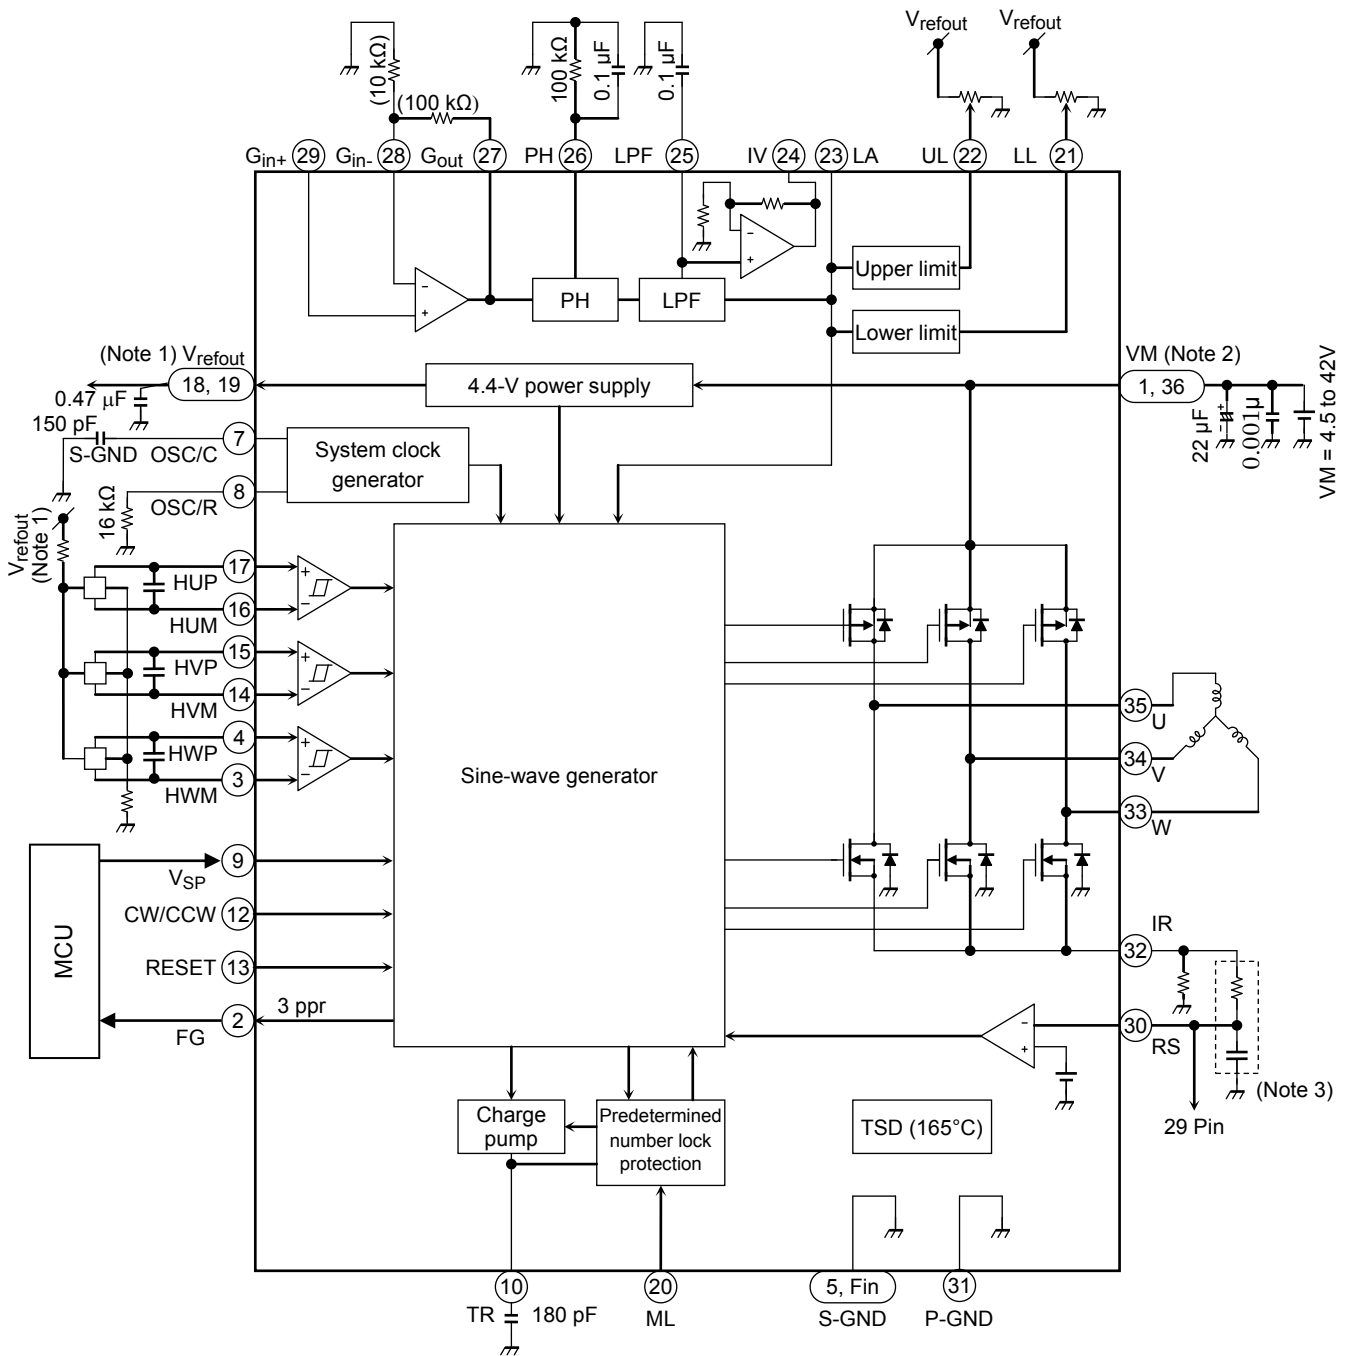 Vrefout
Vrefout
(10 kΩ)
(100 kΩ)
100 kΩ
0.1 μF
0.1 μF
Gin+ 29
Gin- 28
Gout 27
PH 26
LPF 25
IV 24
23 LA
UL 22
LL 21
-
+
-
+
PH
LPF
Upper limit
Lower limit
(Note 1) Vrefout
18, 19
0.47 μF
4.4-V power supply
VM (Note 2)
1, 36
22 μF
+
-
0.001μ
VM = 4.5 to 42V
150 pF
S-GND OSC/C
7
System clock
generator
8
OSC/R
16 kΩ
Vrefout
(Note 1)
17
HUP
16
HUM
+
-
15
HVP
14
HVM
+
-
4
HWP
3
HWM
+
-
Sine-wave generator
35
U
34
V
33
W
MCU
9
VSP
CW/CCW 12
RESET 13
2
FG
3 ppr
IR
32
30
RS
-
+
(Note 3)
29 Pin
Charge
pump
Predetermined
number lock
protection
TSD (165°C)
10
TR
180 pF
20
ML
5, Fin
S-GND
31
P-GND